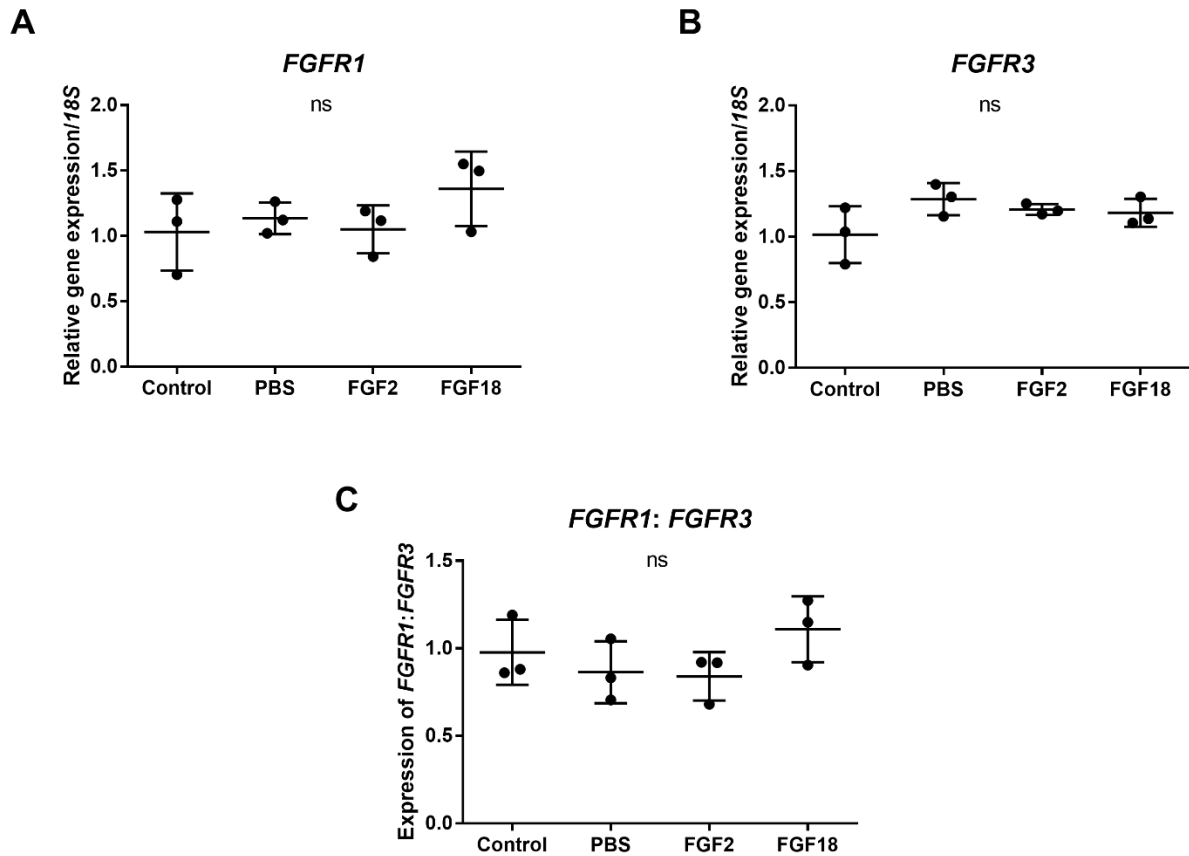 A
FGFR1
ns
Relative gene expression/18S
2.0
1.5
1.0
0.5
0.0
Control PBS FGF2 FGF18
B
FGFR3
ns
Relative gene expression/18S
2.0
1.5
1.0
0.5
0.0
Control PBS FGF2 FGF18
C
FGFR1: FGFR3
ns
Expression of FGFR1:FGFR3
1.5
1.0
0.5
0.0
Control PBS FGF2 FGF18